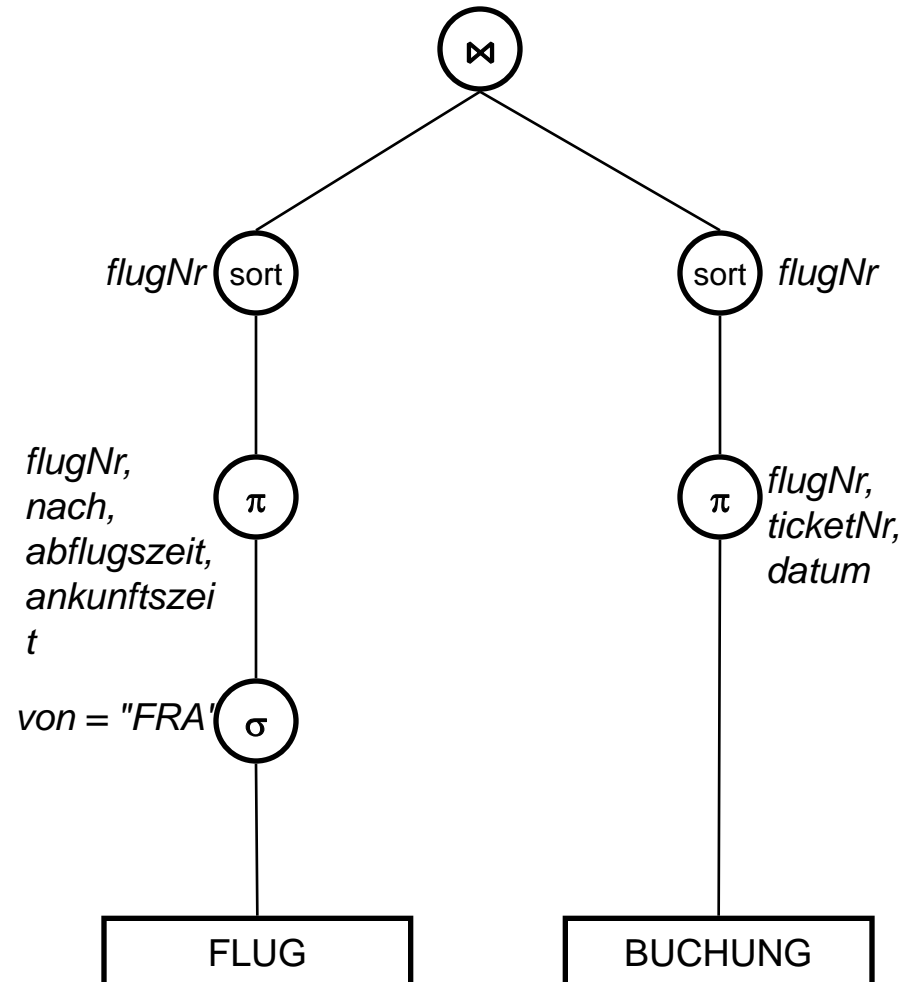 ⋈
flugNr sort sort flugNr
flugNr,
nach,
abflugszeit,
ankunftszei
t
π
π
flugNr,
ticketNr,
datum
von = "FRA" σ
FLUG BUCHUNG